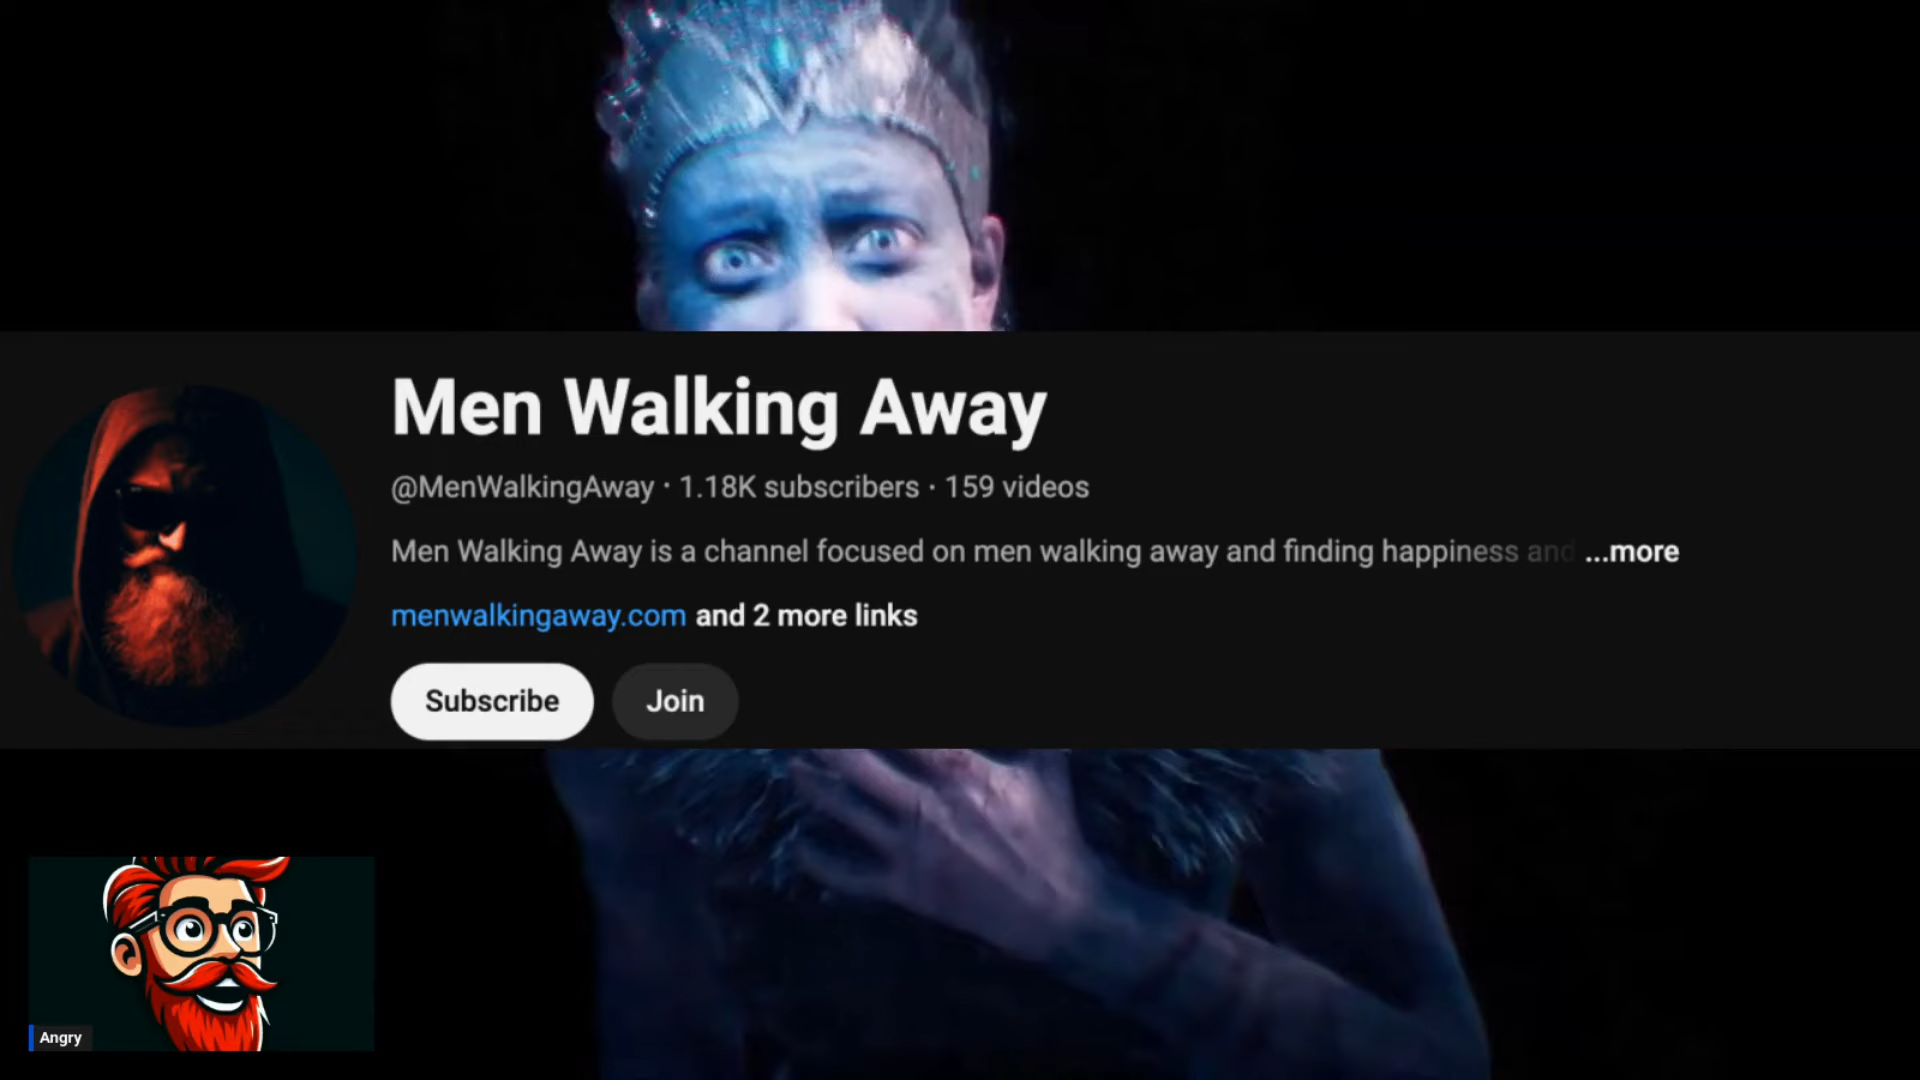 Men Walking Away
@MenWalkingAway · 1.18K subscribers · 159 videos
Men Walking Away is a channel focused on men walking away and finding happiness and ...more
menwalkingaway.com and 2 more links
Subscribe Join
Angry